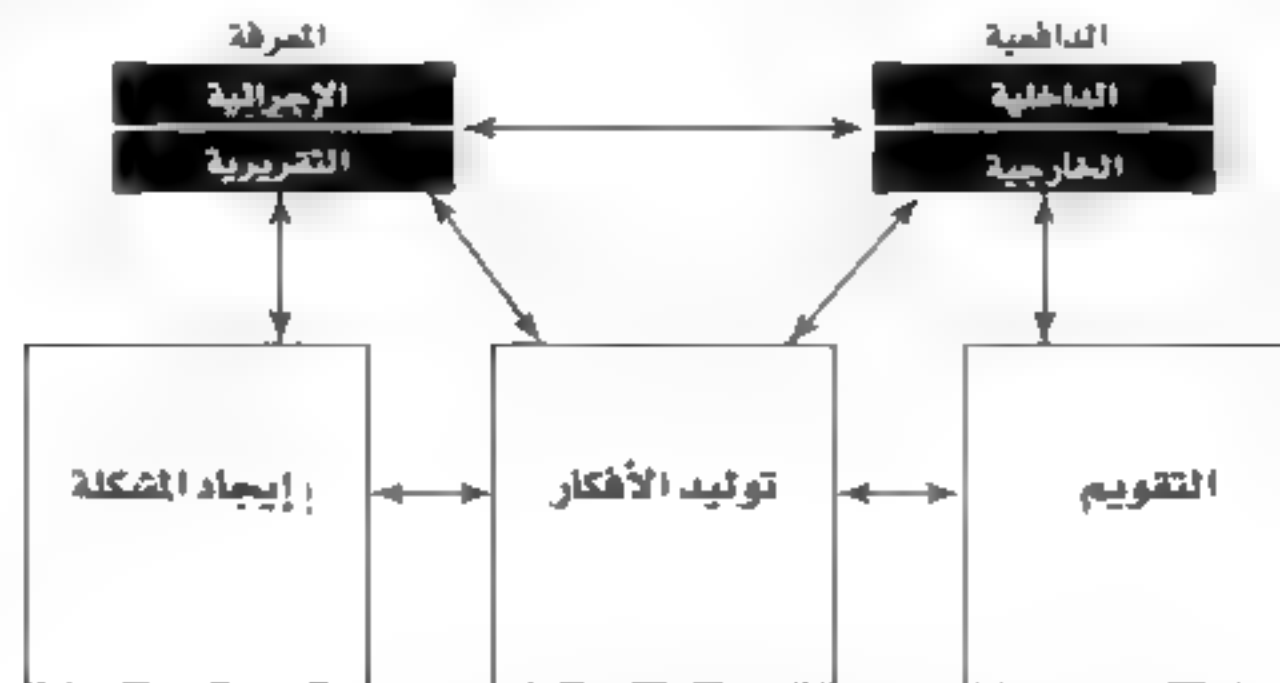 الدافعية
الداخلية
الخارجية
المعرفة
الإجرائية
التقريرية
التقويم
توليد الأفكار
إيجاد المشكلة